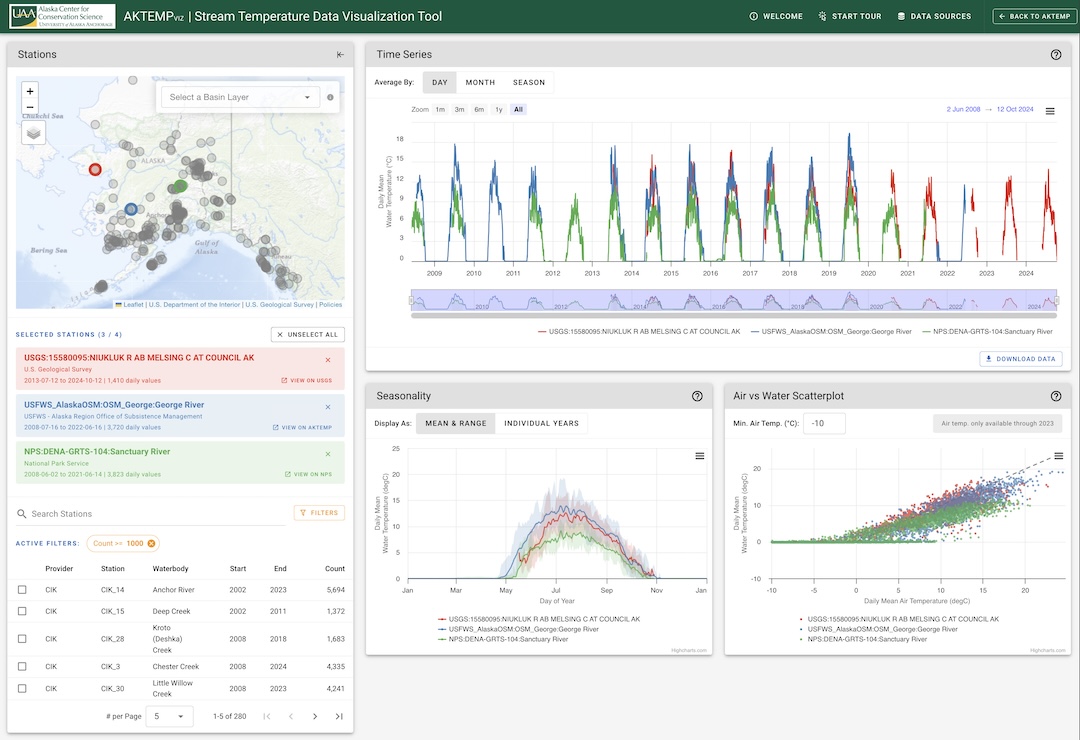 UAA Alaska Center for
Conservation Science
UNIVERSITY of ALASKA ANCHORAGE
AKTEMPVIZ | Stream Temperature Data Visualization Tool
WELCOME
START TOUR
DATA SOURCES
BACK TO AKTEMP
Stations
+
−
Select a Basin Layer
Chukchi Sea
ALASKA
Bering Sea
Gulf of
Alaska
Leaflet | U.S. Department of the Interior | U.S. Geological Survey | Policies
SELECTED STATIONS (3 / 4)
UNSELECT ALL
USGS:15580095:NIUKLUK R AB MELSING C AT COUNCIL AK
U.S. Geological Survey
2013-07-12 to 2024-10-12 | 1,410 daily values
VIEW ON USGS
USFWS_AlaskaOSM:OSM_George:George River
USFWS - Alaska Region Office of Subsistence Management
2008-07-16 to 2022-06-16 | 3,720 daily values
VIEW ON AKTEMP
NPS:DENA-GRTS-104:Sanctuary River
National Park Service
2008-06-02 to 2021-06-14 | 3,823 daily values
VIEW ON NPS
Search Stations
FILTERS
ACTIVE FILTERS: Count >= 1000
Provider Station Waterbody Start End Count
CIK CIK_14 Anchor River 2002 2023 5,694
CIK CIK_15 Deep Creek 2002 2011 1,372
CIK CIK_28 Kroto (Deshka) Creek 2008 2018 1,683
CIK CIK_3 Chester Creek 2008 2024 4,335
CIK CIK_30 Little Willow Creek 2008 2023 4,241
# per Page 5 1-5 of 280
Time Series
Average By: DAY MONTH SEASON
Zoom 1m 3m 6m 1y All
2 Jun 2008 → 12 Oct 2024
Daily Mean
Water Temperature (°C)
18
15
12
9
6
3
0
2009 2010 2011 2012 2013 2014 2015 2016 2017 2018 2019 2020 2021 2022 2023 2024
2010 2012 2014 2016 2018 2020 2022 2024
USGS:15580095:NIUKLUK R AB MELSING C AT COUNCIL AK
USFWS_AlaskaOSM:OSM_George:George River
NPS:DENA-GRTS-104:Sanctuary River
DOWNLOAD DATA
Seasonality
Display As: MEAN & RANGE INDIVIDUAL YEARS
Daily Mean
Water Temperature (degC)
25
20
15
10
5
0
Jan Mar May Jul Sep Nov Jan
Day of Year
USGS:15580095:NIUKLUK R AB MELSING C AT COUNCIL AK
USFWS_AlaskaOSM:OSM_George:George River
NPS:DENA-GRTS-104:Sanctuary River
Highcharts.com
Air vs Water Scatterplot
Min. Air Temp. (°C): -10
Air temp. only available through 2023
Daily Mean
Water Temperature (degC)
20
10
0
-10
-10 -5 0 5 10 15 20
Daily Mean Air Temperature (degC)
USGS:15580095:NIUKLUK R AB MELSING C AT COUNCIL AK
USFWS_AlaskaOSM:OSM_George:George River
NPS:DENA-GRTS-104:Sanctuary River
Highcharts.com